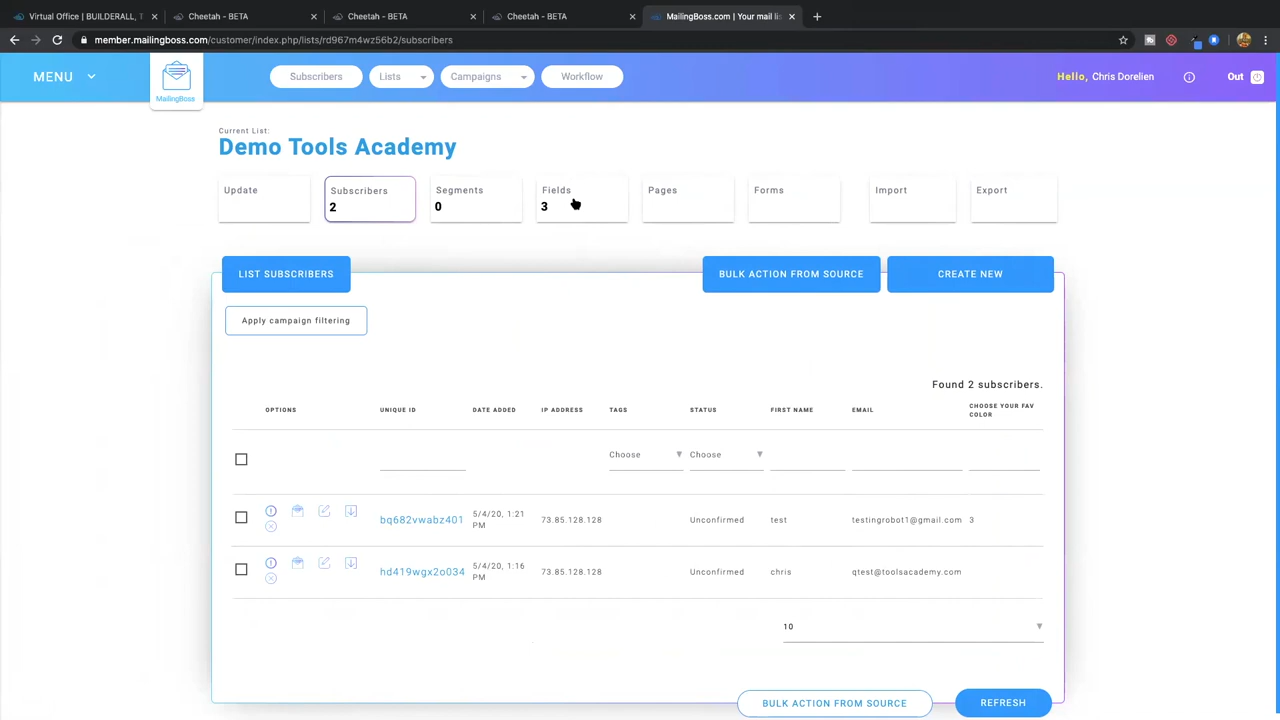 Virtual Office | BUILDERALL, T
Cheetah - BETA
Cheetah - BETA
Cheetah - BETA
MailingBoss.com | Your mail lis
member.mailingboss.com/customer/index.php/lists/rd967m4wz56b2/subscribers
MENU
MailingBoss
Subscribers
Lists
Campaigns
Workflow
Hello, Chris Dorelien
Out
Current List:
Demo Tools Academy
Update
Subscribers
2
Segments
0
Fields
3
Pages
Forms
Import
Export
LIST SUBSCRIBERS
BULK ACTION FROM SOURCE
CREATE NEW
Apply campaign filtering
Found 2 subscribers.
OPTIONS UNIQUE ID DATE ADDED IP ADDRESS TAGS STATUS FIRST NAME EMAIL CHOOSE YOUR FAV
COLOR
Choose Choose
bq682vwabz401 5/4/20, 1:21 73.85.128.128 Unconfirmed test testingrobot1@gmail.com 3
PM
hd419wgx2o034 5/4/20, 1:16 73.85.128.128 Unconfirmed chris qtest@toolsacademy.com
PM
10
BULK ACTION FROM SOURCE
REFRESH